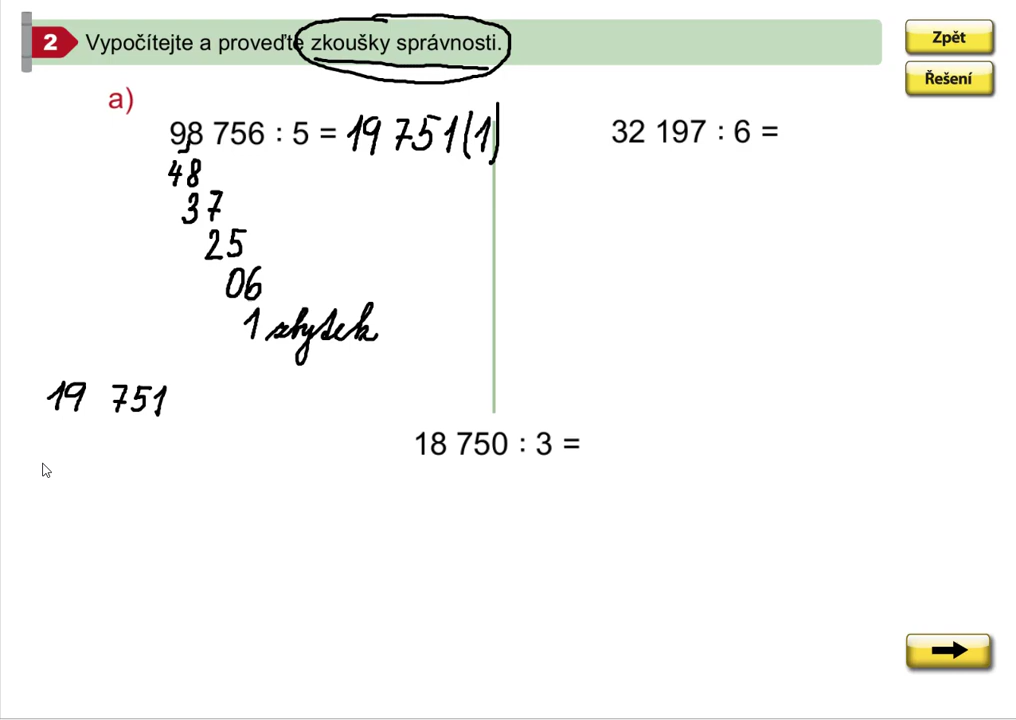 2 Vypočítejte a proveďte zkoušky správnosti.
Zpět
Řešení
a)
98 756 : 5 = 19 751 (1)
48
37
25
06
1 zbytek
32 197 : 6 =
19 751
18 750 : 3 =